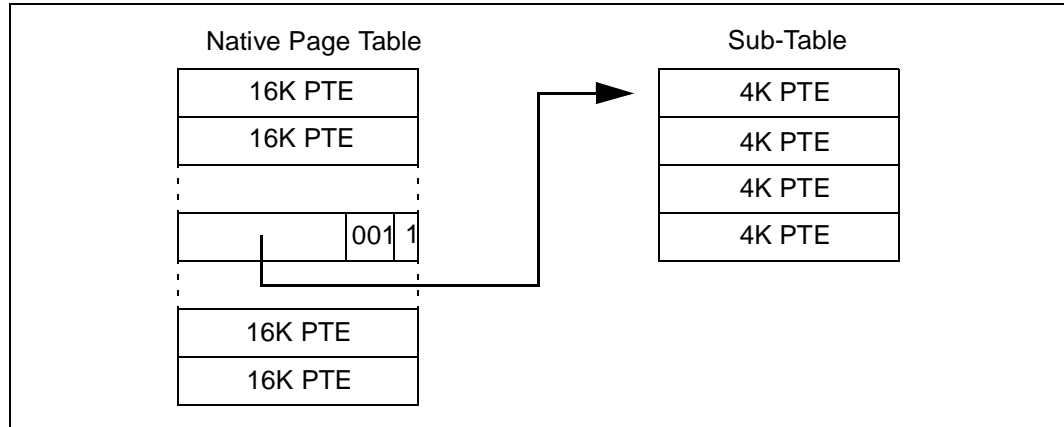 Native Page Table
16K PTE
16K PTE
001 1
16K PTE
16K PTE
Sub-Table
4K PTE
4K PTE
4K PTE
4K PTE